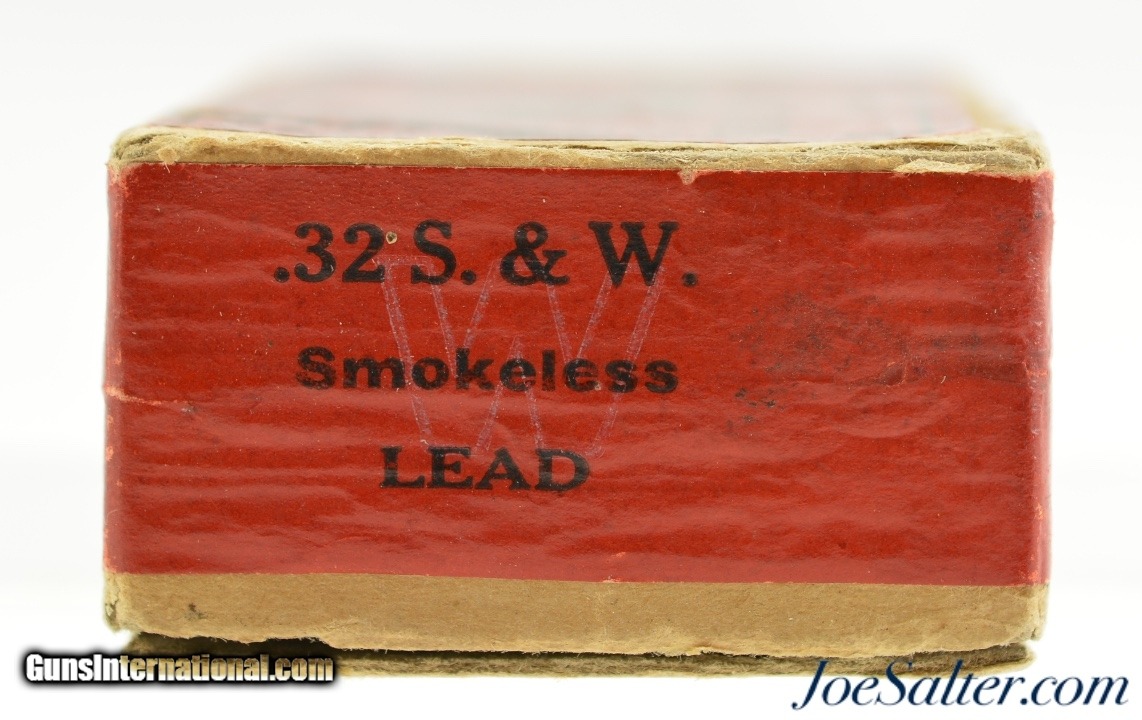 .32 S. & W.
W
Smokeless
LEAD
GunsInternational.com
JoeSalter.com